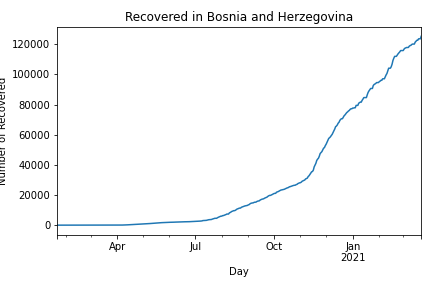 Recovered in Bosnia and Herzegovina
Number of Recovered
120000
100000
80000
60000
40000
20000
0
Apr
Jul
Oct
Jan
2021
Day